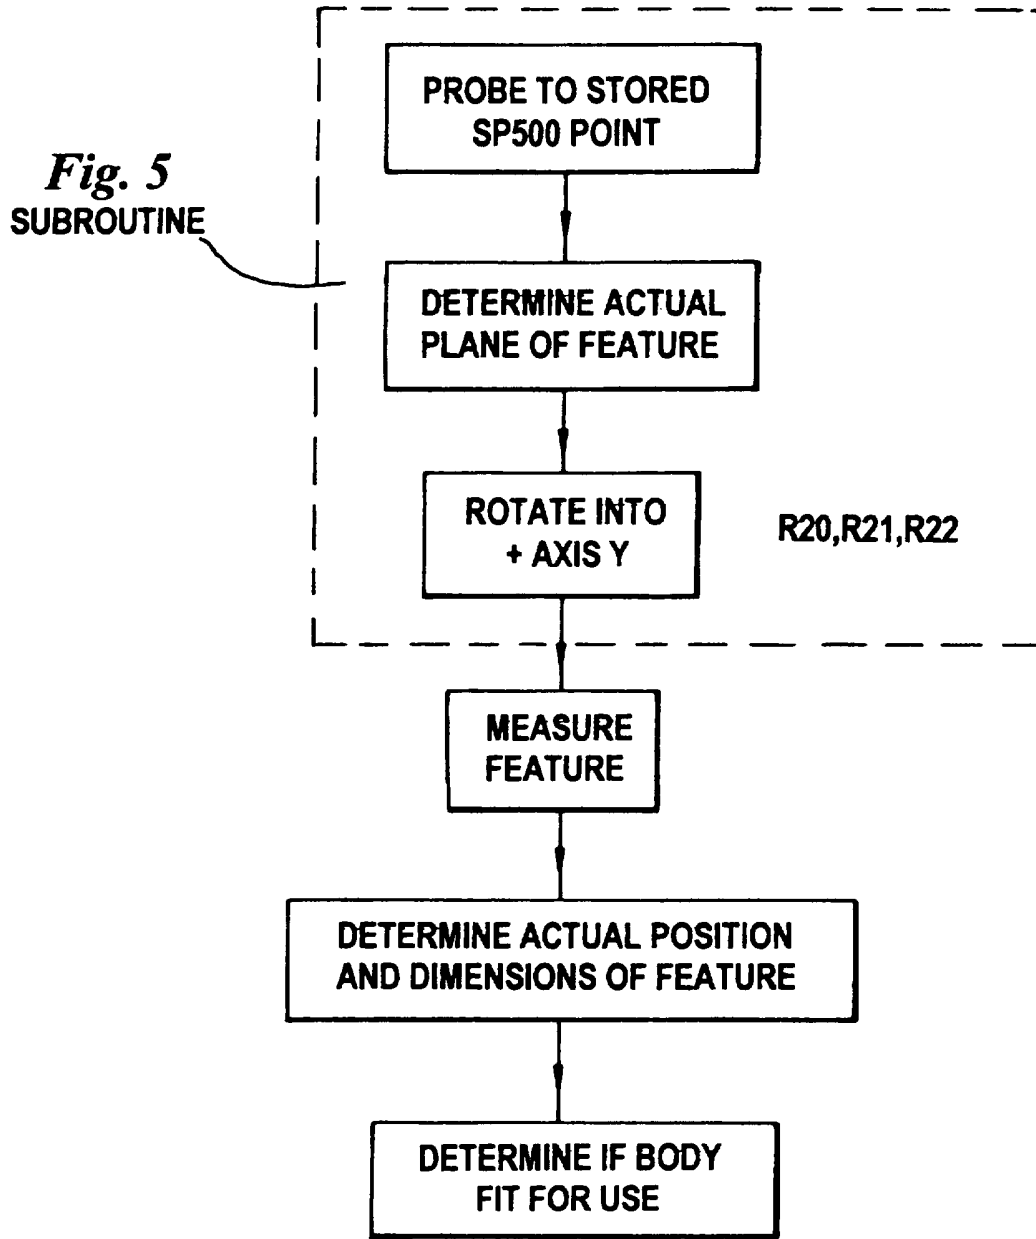 PROBE TO STORED
SP500 POINT
Fig. 5
SUBROUTINE
DETERMINE ACTUAL
PLANE OF FEATURE
ROTATE INTO
+ AXIS Y
R20,R21,R22
MEASURE
FEATURE
DETERMINE ACTUAL POSITION
AND DIMENSIONS OF FEATURE
DETERMINE IF BODY
FIT FOR USE